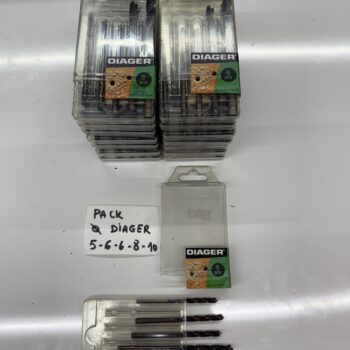 DIAGER
DIAGER
PACK
Ø DIAGER
5-6-6-8-10
DIAGER